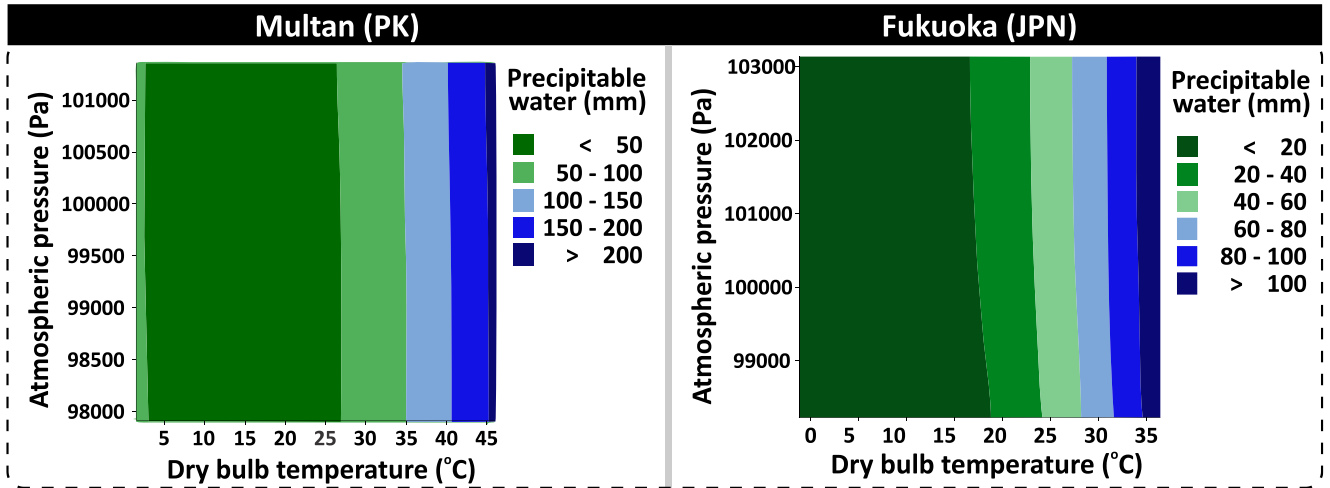 Multan (PK)
Fukuoka (JPN)
Atmospheric pressure (Pa)
101000
100500
100000
99500
99000
98500
98000
5 10 15 20 25 30 35 40 45
Dry bulb temperature (°C)
Precipitable
water (mm)
< 50
50 - 100
100 - 150
150 - 200
> 200
Atmospheric pressure (Pa)
103000
102000
101000
100000
99000
0 5 15 20 25 30 35
Dry bulb temperature (°C)
Precipitable
water (mm)
< 20
20 - 40
40 - 60
60 - 80
80 - 100
> 100